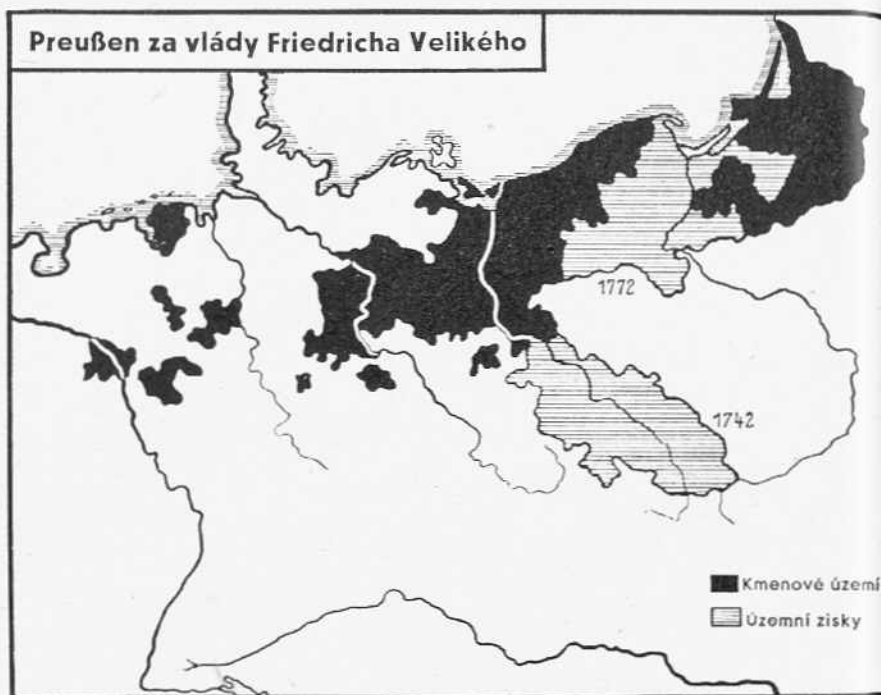 Preußen za vlády Friedricha Velikého
1772
1742
Kmenové území
Územní zisky